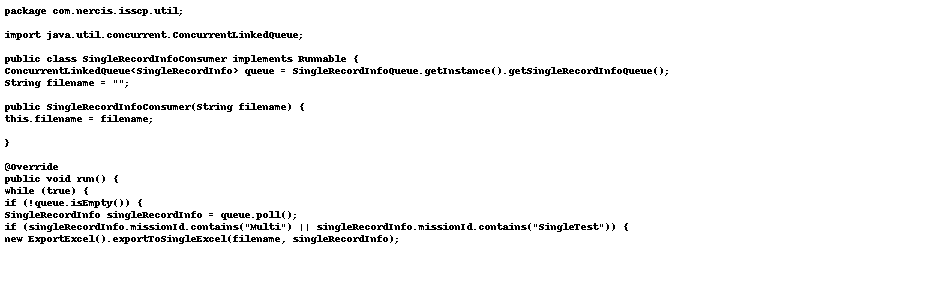 package com.nercis.isscp.util;
import java.util.concurrent.ConcurrentLinkedQueue;
public class SingleRecordInfoConsumer implements Runnable {
ConcurrentLinkedQueue<SingleRecordInfo> queue = SingleRecordInfoQueue.getInstance().getSingleRecordInfoQueue();
String filename = "";
public SingleRecordInfoConsumer(String filename) {
this.filename = filename;
}
@Override
public void run() {
while (true) {
if (!queue.isEmpty()) {
SingleRecordInfo singleRecordInfo = queue.poll();
if (singleRecordInfo.missionId.contains("Multi") || singleRecordInfo.missionId.contains("SingleTest")) {
new ExportExcel().exportToSingleExcel(filename, singleRecordInfo);